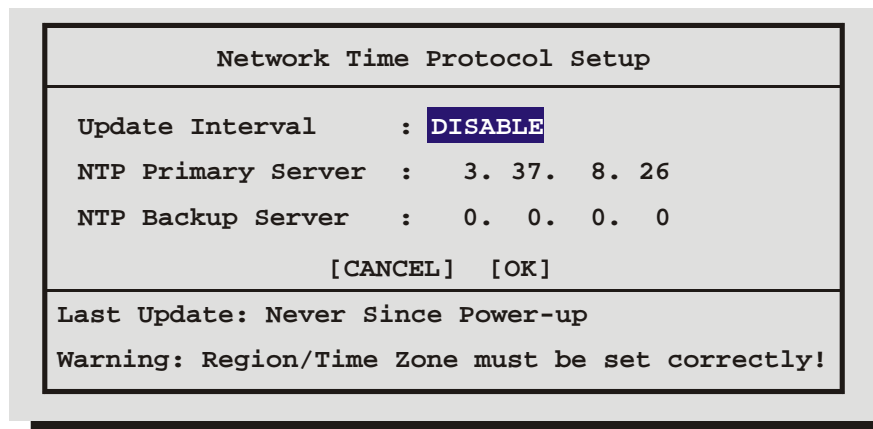 Network Time Protocol Setup
Update Interval : DISABLE
NTP Primary Server : 3. 37. 8. 26
NTP Backup Server : 0. 0. 0. 0
[CANCEL] [OK]
Last Update: Never Since Power-up
Warning: Region/Time Zone must be set correctly!